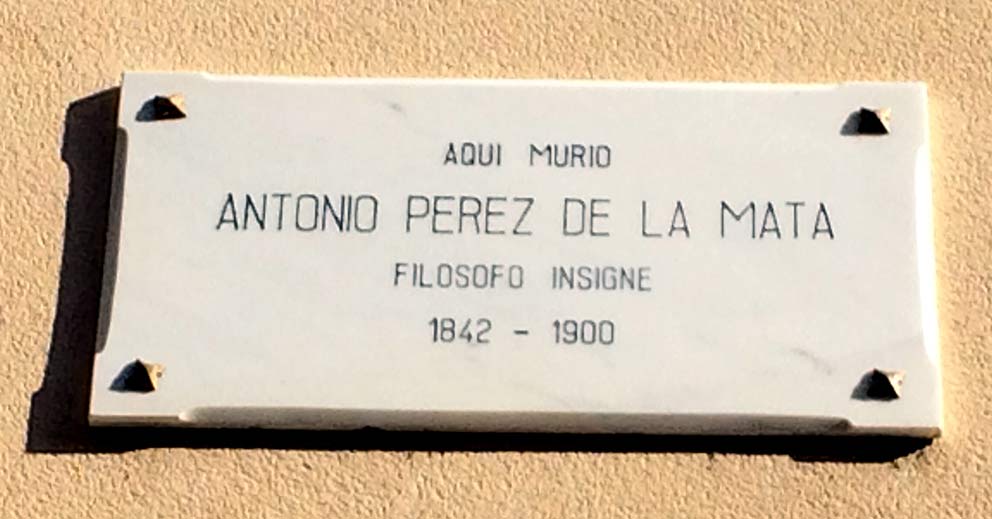 AQUI MURIO
ANTONIO PEREZ DE LA MATA
FILOSOFO INSIGNE
1842 - 1900